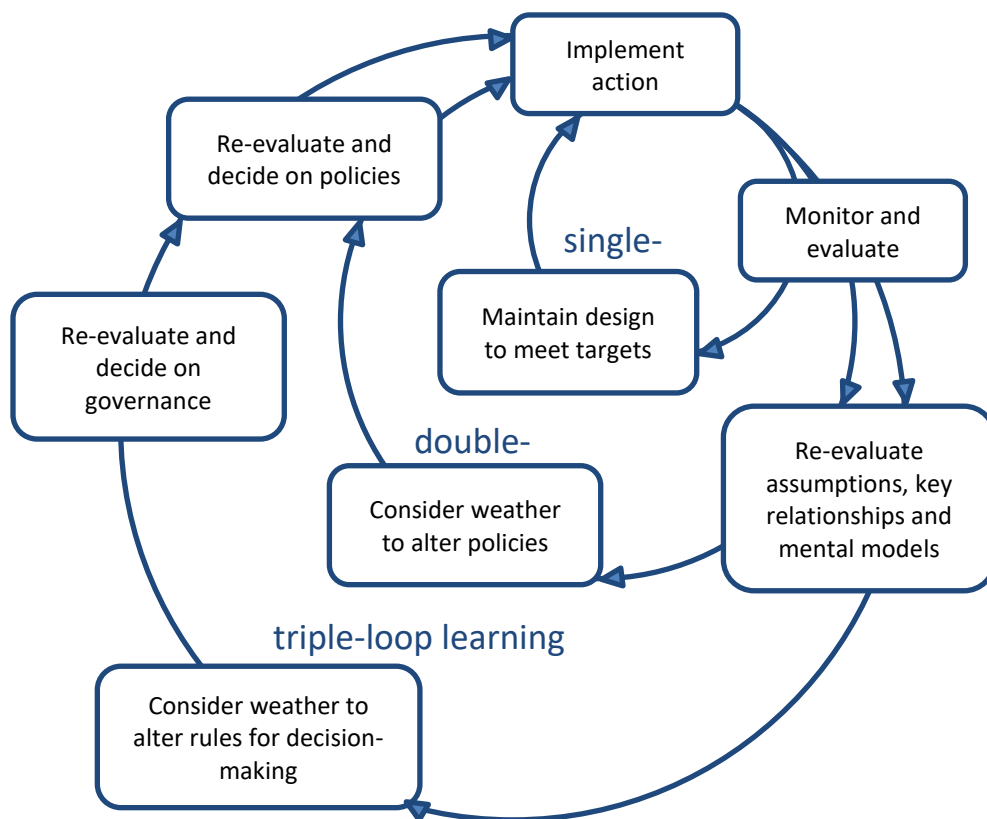 Implement
action
Re-evaluate and
decide on policies
Monitor and
evaluate
single-
Maintain design
to meet targets
Re-evaluate and
decide on
governance
double-
Re-evaluate
assumptions, key
relationships and
mental models
Consider weather
to alter policies
triple-loop learning
Consider weather to
alter rules for decision-
making